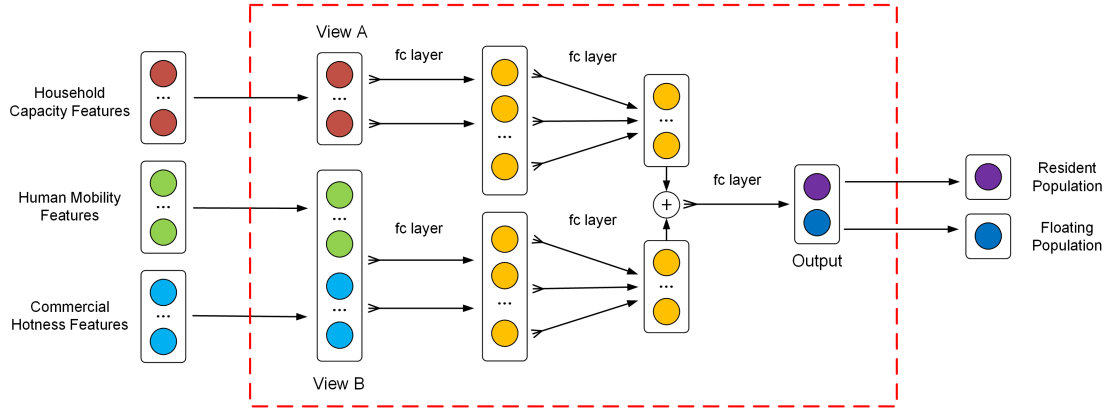 View A
fc layer
fc layer
Household
Capacity Features
...
...
...
...
Human Mobility
Features
...
...
fc layer
Resident
Population
+
fc layer
fc layer
...
...
...
Floating
Population
Output
Commercial
Hotness Features
...
...
View B